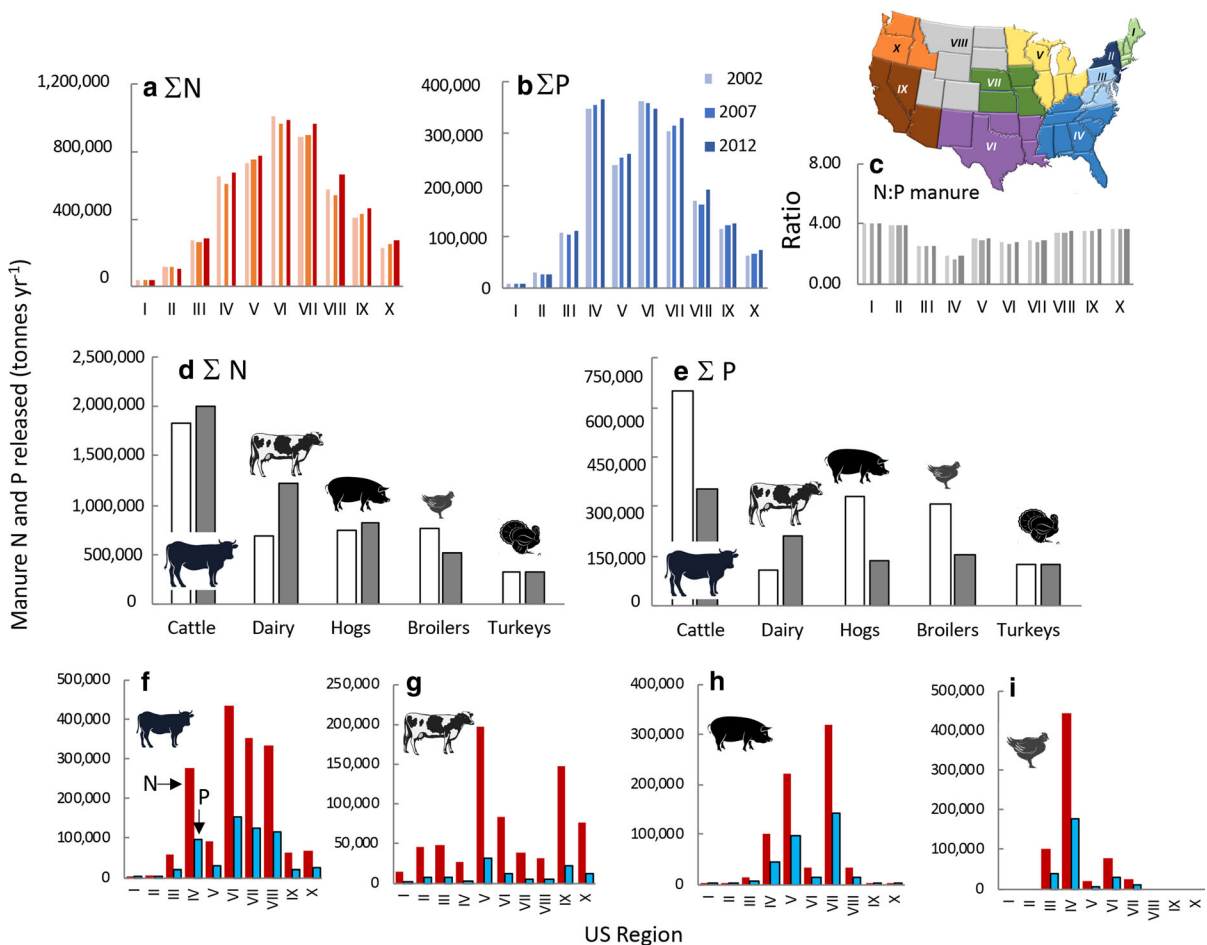 a ΣN
1,200,000
800,000
400,000
0
I II III IV V VI VII VIII IX X
b ΣP
400,000
300,000
200,000
100,000
0
I II III IV V VI VII VIII IX X
2002
2007
2012
X VIII V I II III VII IX IV VI
c
N:P manure
Ratio
8.00
4.00
0.00
I II III IV V VI VII VIII IX X
Manure N and P released (tonnes yr⁻¹)
d Σ N
2,500,000
2,000,000
1,500,000
1,000,000
500,000
0
Cattle Dairy Hogs Broilers Turkeys
e Σ P
750,000
600,000
450,000
300,000
150,000
0
Cattle Dairy Hogs Broilers Turkeys
f
500,000
400,000
300,000
200,000
100,000
0
N
P
I II III IV V VI VII VIII IX X
g
250,000
200,000
150,000
100,000
50,000
0
I II III IV V VI VII VIII IX X
h
400,000
300,000
200,000
100,000
0
I II III IV V VI VII VIII IX X
i
500,000
400,000
300,000
200,000
100,000
0
I II III IV V VI VII VIII IX X
US Region